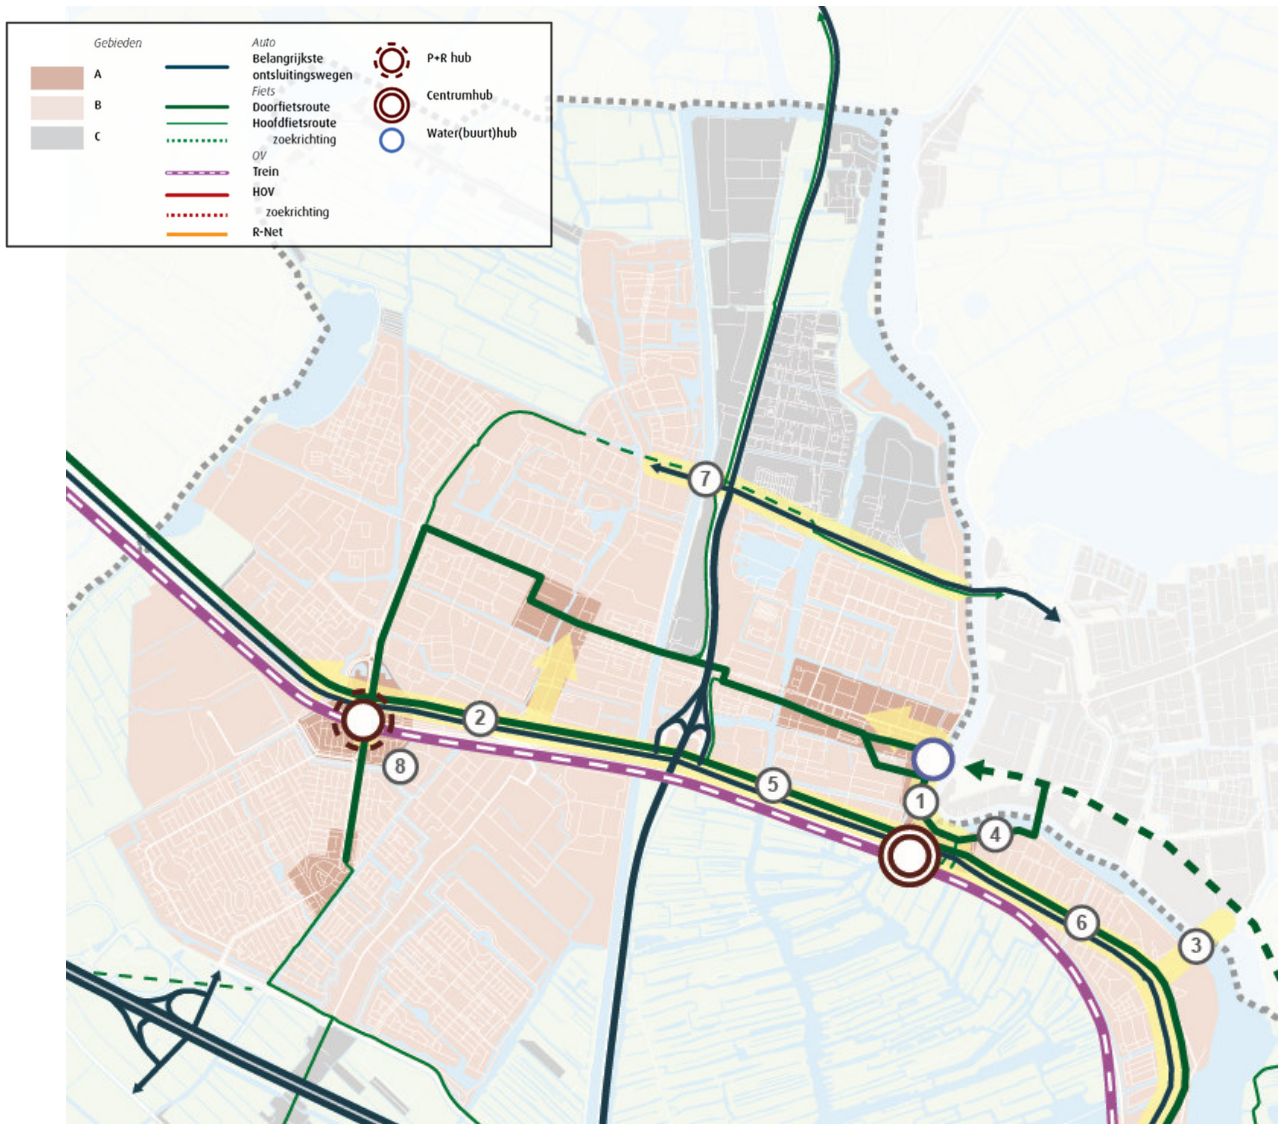 Gebieden
A
B
C
Auto
Belangrijkste
ontsluitingswegen
Fiets
Doorfietsroute
Hoofdfietsroute
zoekrichting
OV
Trein
HOV
zoekrichting
R-Net
P+R hub
Centrumhub
Water(buurt)hub
7
2
8
5
1
4
6
3